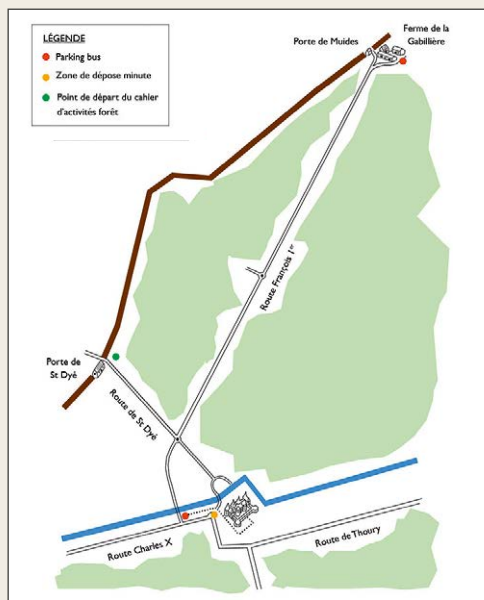 LÉGENDE
Parking bus
Zone de dépose minute
Point de départ du cahier
d'activités forêt
Porte de Muides
Ferme de la
Gabillière
Route François 1er
Porte de
St Dyé
Route de St Dyé
Route Charles X
Route de Thoury